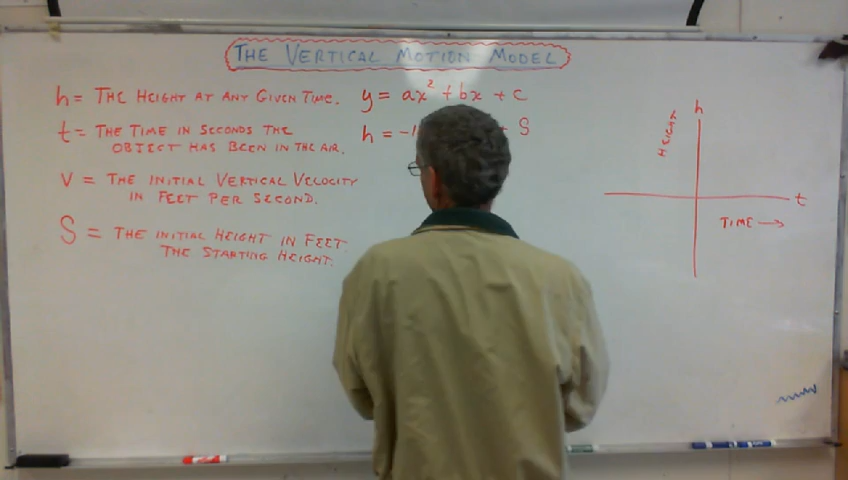 THE VERTICAL MOTION MODEL
h = THE HEIGHT AT ANY GIVEN TIME.
t = THE TIME IN SECONDS THE
OBJECT HAS BEEN IN THE AIR.
V = THE INITIAL VERTICAL VELOCITY
IN FEET PER SECOND.
S = THE INITIAL HEIGHT IN FEET
THE STARTING HEIGHT.
y = ax² + bx + c
h = -1 + S
h
HEIGHT
t
TIME →